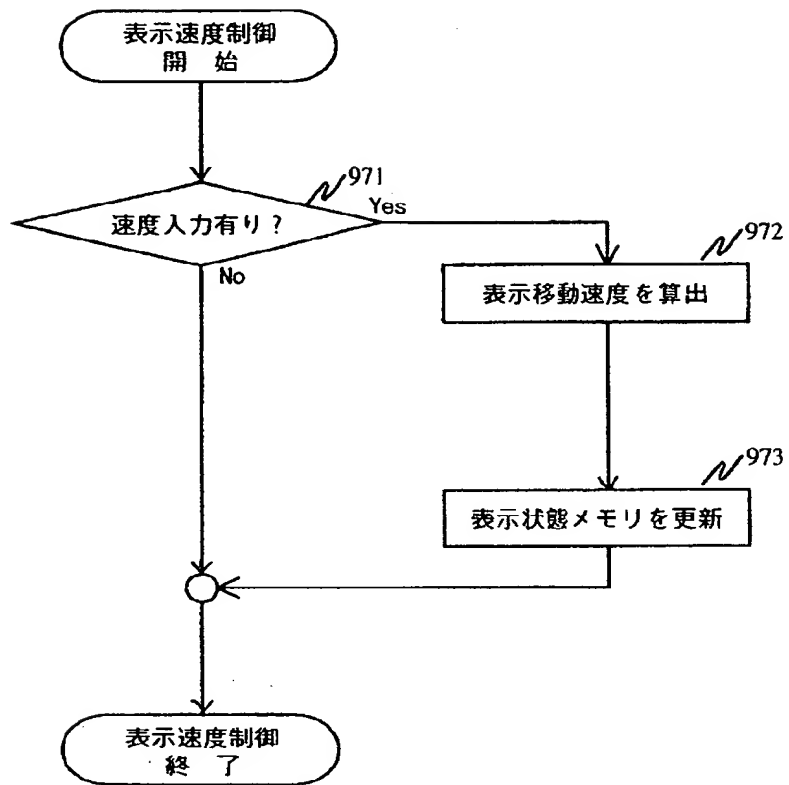 表示速度制御
開 始
971
速度入力有り?
Yes
No
972
表示移動速度を算出
973
表示状態メモリを更新
表示速度制御
終 了